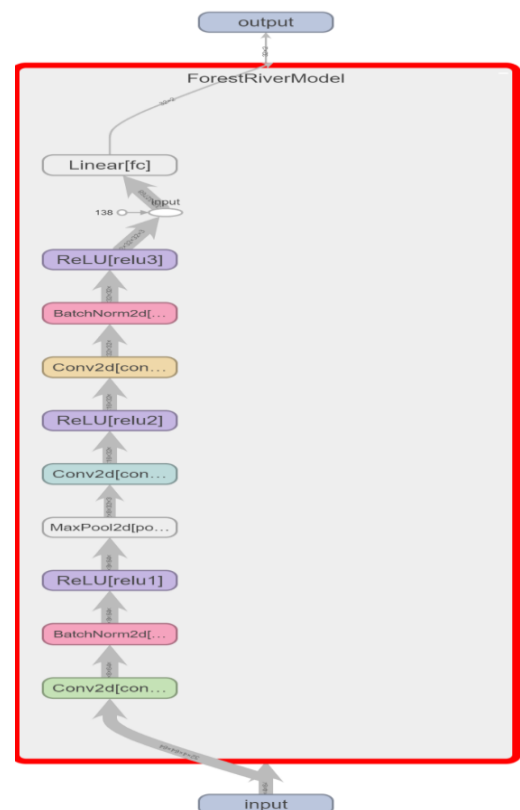 output
ForestRiverModel
Linear[fc]
input
138
ReLU[relu3]
BatchNorm2d[...
Conv2d[con...
ReLU[relu2]
Conv2d[con...
MaxPool2d[po...
ReLU[relu1]
BatchNorm2d[...
Conv2d[con...
input